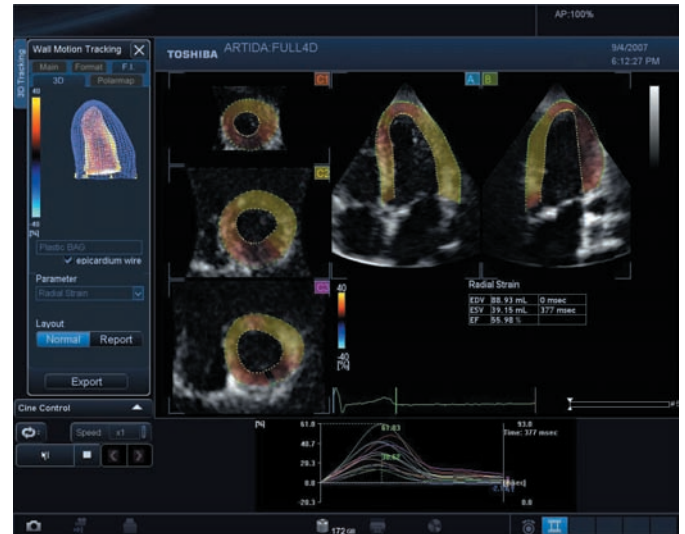 AP:100%
3D Tracking
Wall Motion Tracking
Main Format F.I.
3D Polarmap
40
-40
[%]
Plastic BAG
epicardium wire
Parameter
Radial Strain
Layout
Normal Report
Export
Cine Control
Speed x1
TOSHIBA ARTIDA:FULL4D
9/4/2007
6:12:27 PM
C1
A
B
C2
40
-40
[%]
Radial Strain
EDV 88.93 mL 0 msec
ESV 39.15 mL 377 msec
EF 55.98 %
[%]
61.0
40.7
20.3
0.0
-20.3
61.03
93.0
Time: 377 msec
0.0
172 GB